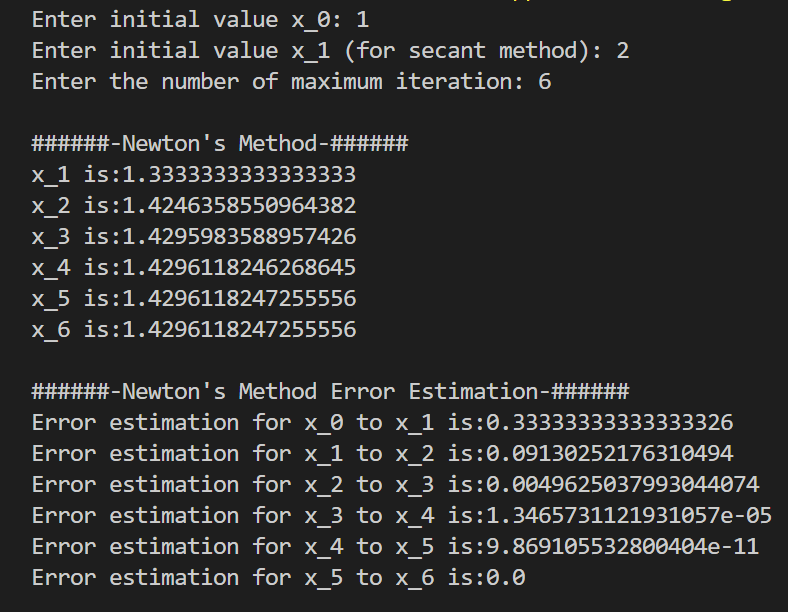 Enter initial value x_0: 1
Enter initial value x_1 (for secant method): 2
Enter the number of maximum iteration: 6
######-Newton's Method-######
x_1 is:1.3333333333333333
x_2 is:1.4246358550964382
x_3 is:1.4295983588957426
x_4 is:1.4296118246268645
x_5 is:1.4296118247255556
x_6 is:1.4296118247255556
######-Newton's Method Error Estimation-######
Error estimation for x_0 to x_1 is:0.33333333333333326
Error estimation for x_1 to x_2 is:0.09130252176310494
Error estimation for x_2 to x_3 is:0.0049625037993044074
Error estimation for x_3 to x_4 is:1.3465731121931057e-05
Error estimation for x_4 to x_5 is:9.869105532800404e-11
Error estimation for x_5 to x_6 is:0.0